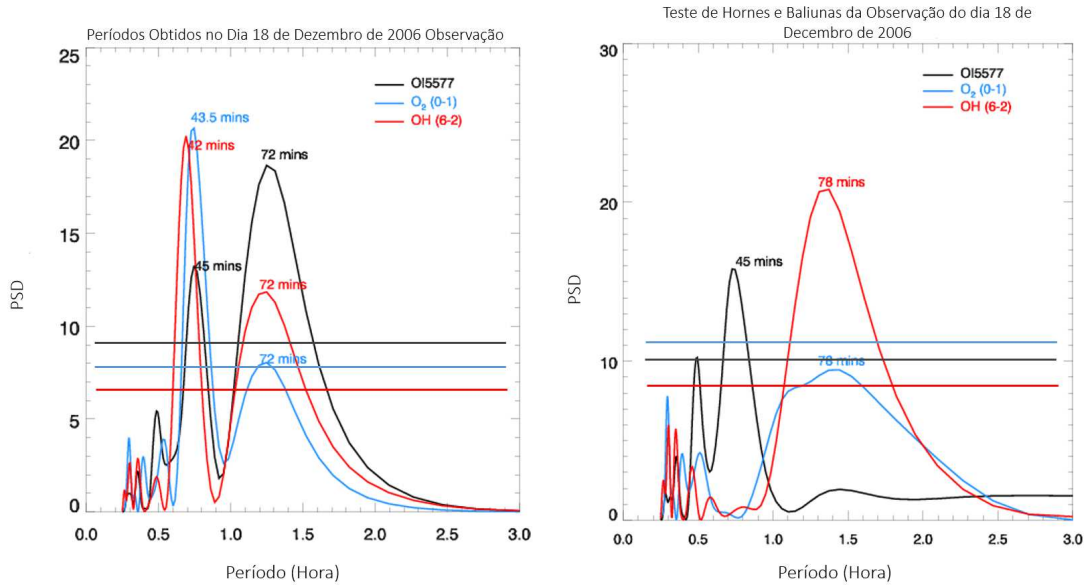 Períodos Obtidos no Dia 18 de Dezembro de 2006 Observação
25
20
15
10
5
0
PSD
0.0 0.5 1.0 1.5 2.0 2.5 3.0
Período (Hora)
OI5577
O₂ (0-1)
OH (6-2)
43.5 mins
42 mins
72 mins
45 mins
72 mins
72 mins
Teste de Hornes e Baliunas da Observação do dia 18 de
Decembro de 2006
30
20
10
0
PSD
0.0 0.5 1.0 1.5 2.0 2.5 3.0
Período (Hora)
OI5577
O₂ (0-1)
OH (6-2)
78 mins
45 mins
78 mins